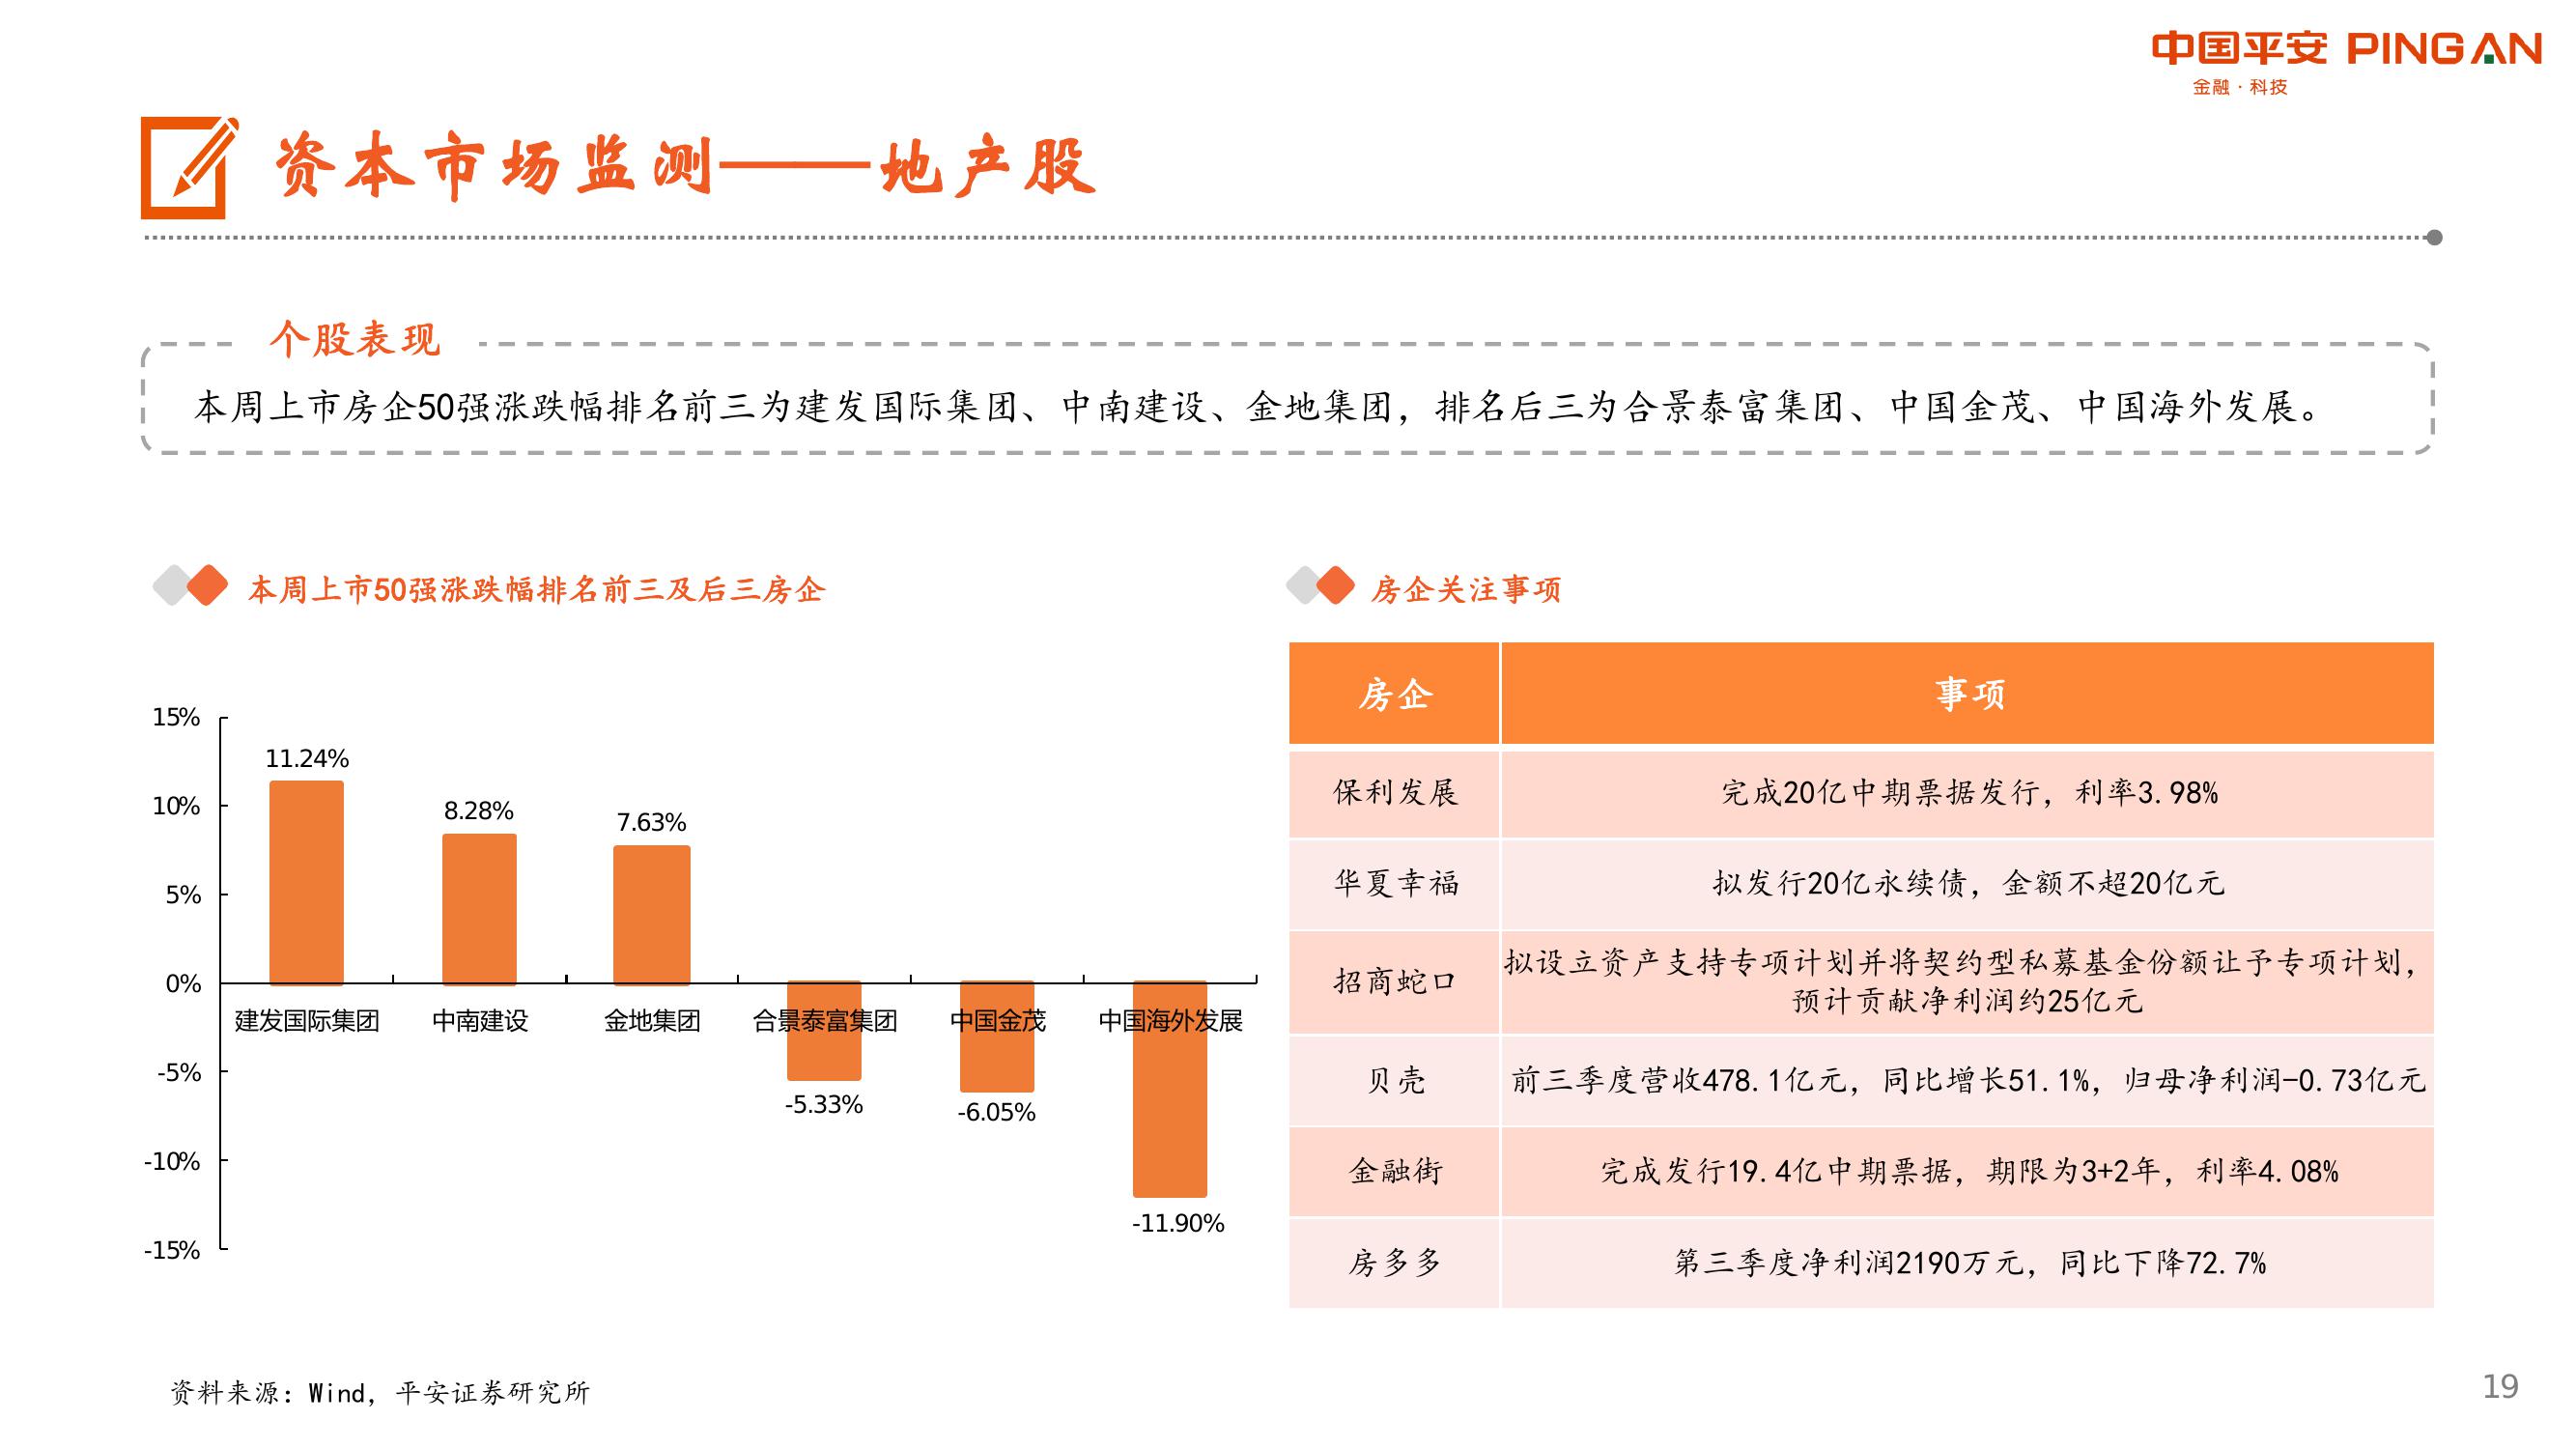 中国平安 PINGAN
金融·科技
资本市场监测——地产股
个股表现
本周上市房企50强涨跌幅排名前三为建发国际集团、中南建设、金地集团，排名后三为合景泰富集团、中国金茂、中国海外发展。
本周上市50强涨跌幅排名前三及后三房企
15%
10%
5%
0%
-5%
-10%
-15%
11.24%
8.28%
7.63%
-5.33%
-6.05%
-11.90%
建发国际集团
中南建设
金地集团
合景泰富集团
中国金茂
中国海外发展
房企关注事项
房企 事项
保利发展 完成20亿中期票据发行，利率3.98%
华夏幸福 拟发行20亿永续债，金额不超20亿元
招商蛇口 拟设立资产支持专项计划并将契约型私募基金份额让予专项计划，
预计贡献净利润约25亿元
贝壳 前三季度营收478.1亿元，同比增长51.1%，归母净利润-0.73亿元
金融街 完成发行19.4亿中期票据，期限为3+2年，利率4.08%
房多多 第三季度净利润2190万元，同比下降72.7%
资料来源：Wind，平安证券研究所
19